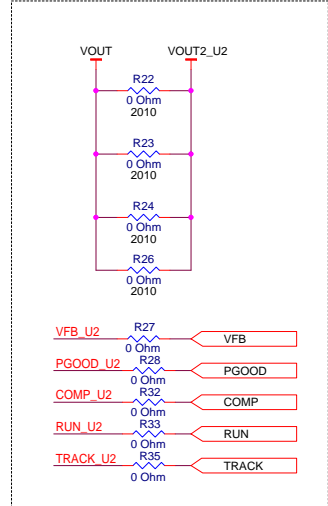 VOUT VOUT2_U2
R22
0 Ohm
2010
R23
0 Ohm
2010
R24
0 Ohm
2010
R26
0 Ohm
2010
VFB_U2 R27 VFB
0 Ohm
PGOOD_U2 R28 PGOOD
0 Ohm
COMP_U2 R32 COMP
0 Ohm
RUN_U2 R33 RUN
0 Ohm
TRACK_U2 R35 TRACK
0 Ohm